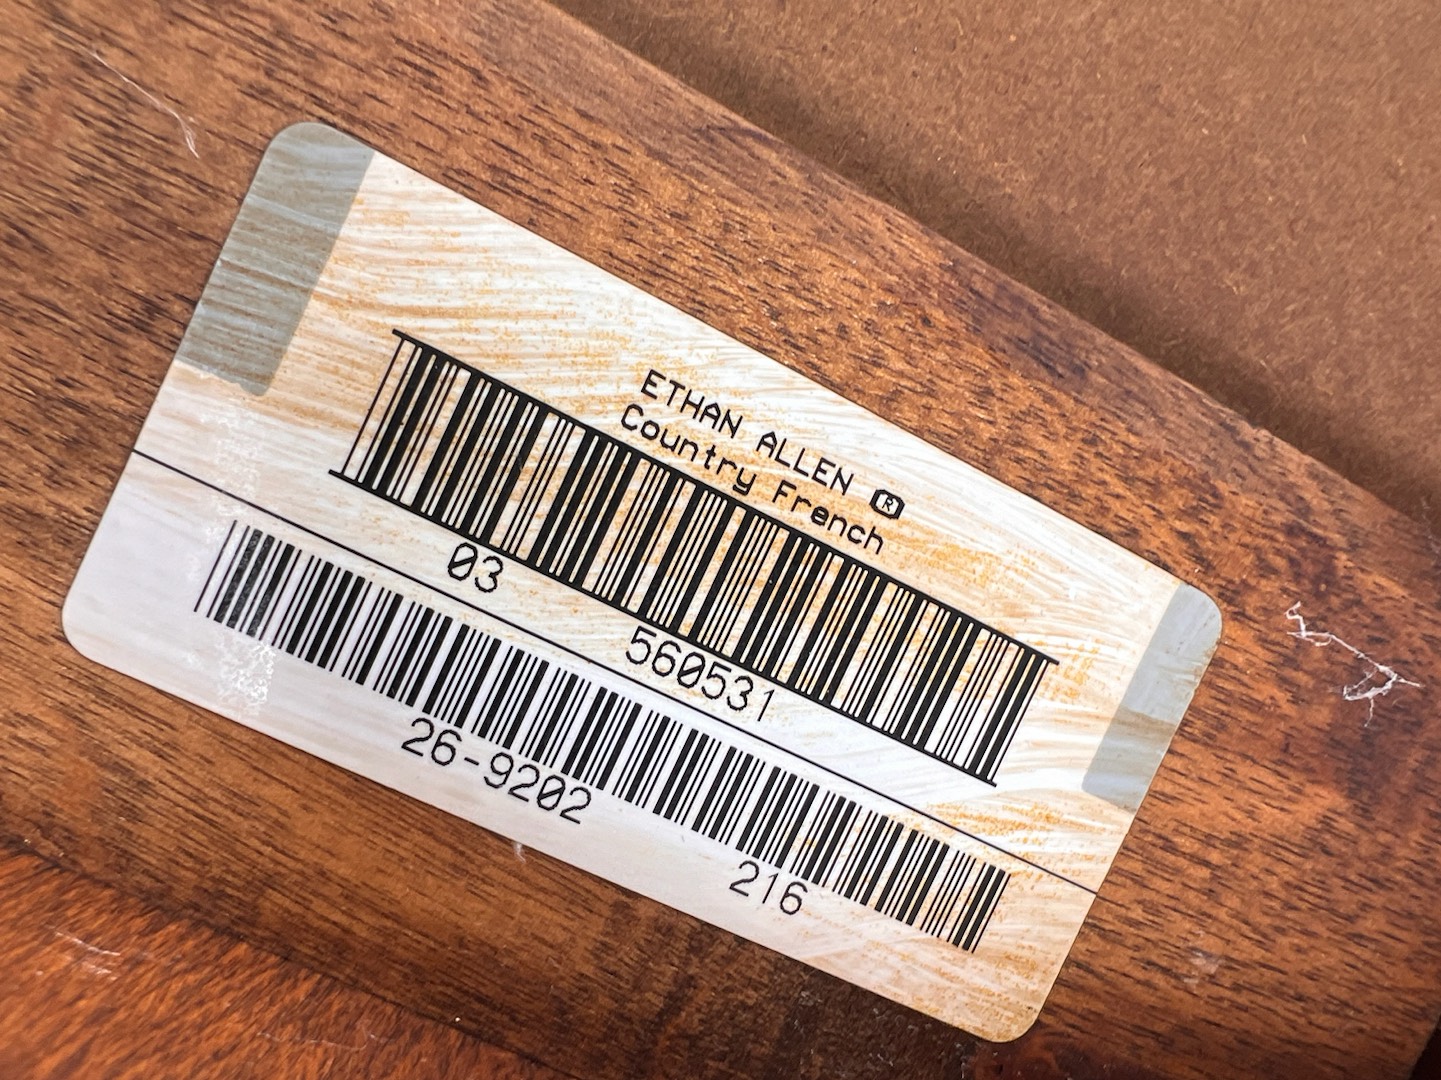 ETHAN ALLEN ®
Country French
03 560531
26-9202 216